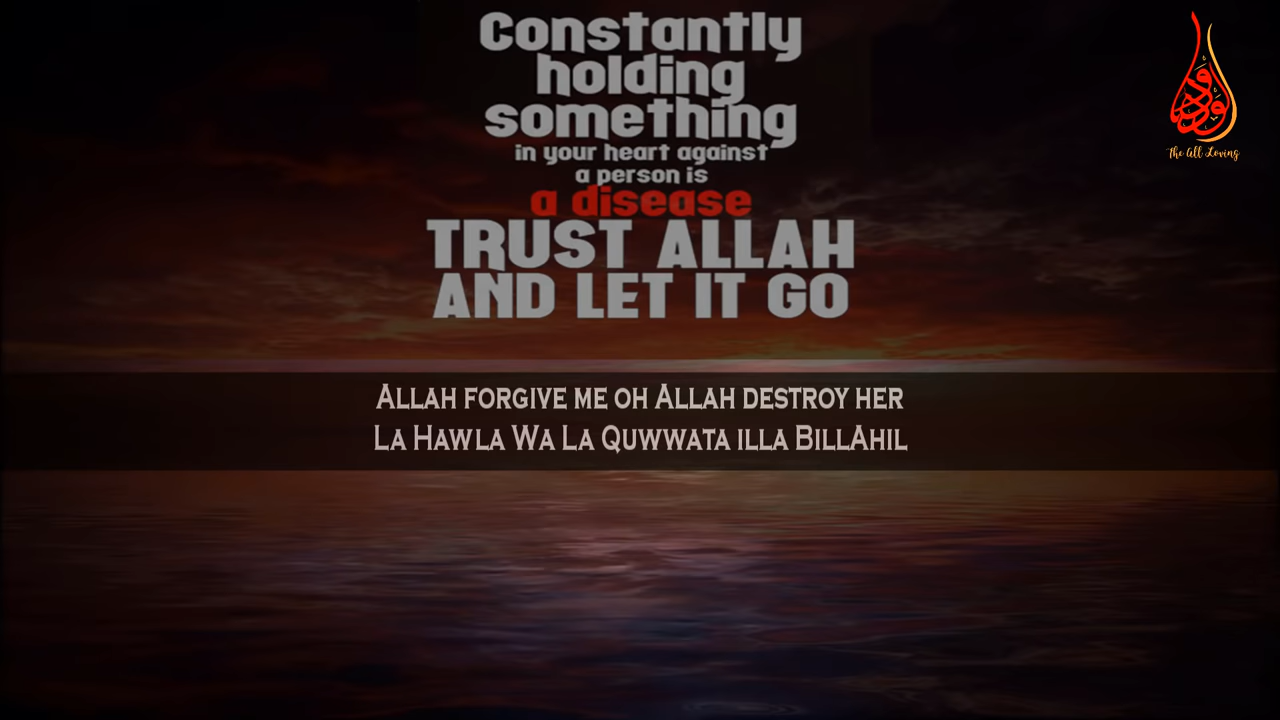 Constantly
holding
something
in your heart against
a person is
a disease
TRUST ALLAH
AND LET IT GO
الودود
The All Loving
ALLAH FORGIVE ME OH ALLAH DESTROY HER
LA HAWLA WA LA QUWWATA ILLA BILLAHIL